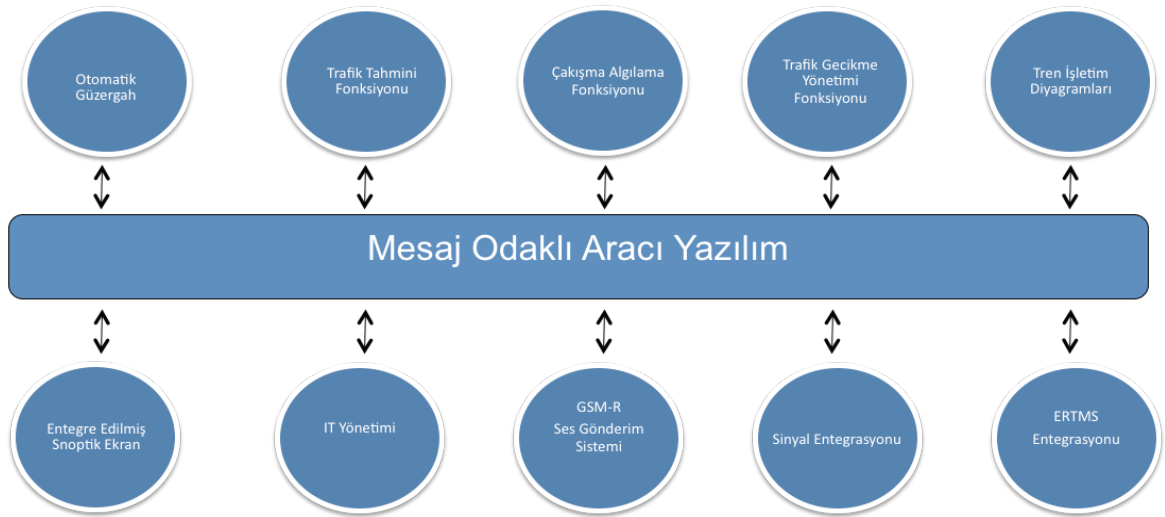 Otomatik
Güzergah
Trafik Tahmini
Fonksiyonu
Çakışma Algılama
Fonksiyonu
Trafik Gecikme
Yönetimi
Fonksiyonu
Tren İşletim
Diyagramları
Mesaj Odaklı Aracı Yazılım
Entegre Edilmiş
Snoptik Ekran
IT Yönetimi
GSM-R
Ses Gönderim
Sistemi
Sinyal Entegrasyonu
ERTMS
Entegrasyonu